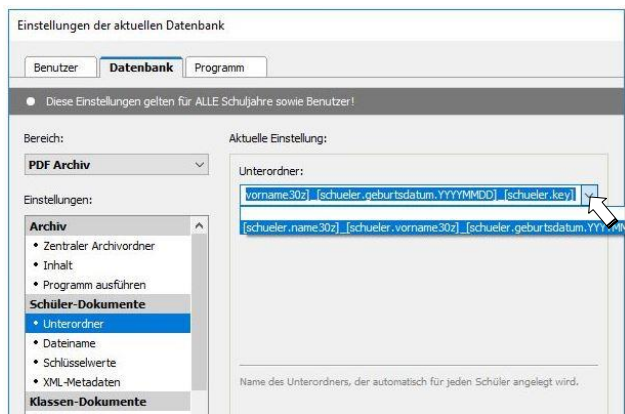 Einstellungen der aktuellen Datenbank
Benutzer Datenbank Programm
Diese Einstellungen gelten für ALLE Schuljahre sowie Benutzer!
Bereich:
PDF Archiv
Einstellungen:
Archiv
• Zentraler Archivordner
• Inhalt
• Programm ausführen
Schüler-Dokumente
• Unterordner
• Dateiname
• Schlüsselwerte
• XML-Metadaten
Klassen-Dokumente
Aktuelle Einstellung:
Unterordner:
vorname30z]_[schueler.geburtsdatum.YYYYMMDD]_[schueler.key]
[schueler.name30z]_[schueler.vorname30z]_[schueler.geburtsdatum.YYYYM
Name des Unterordners, der automatisch für jeden Schüler angelegt wird.